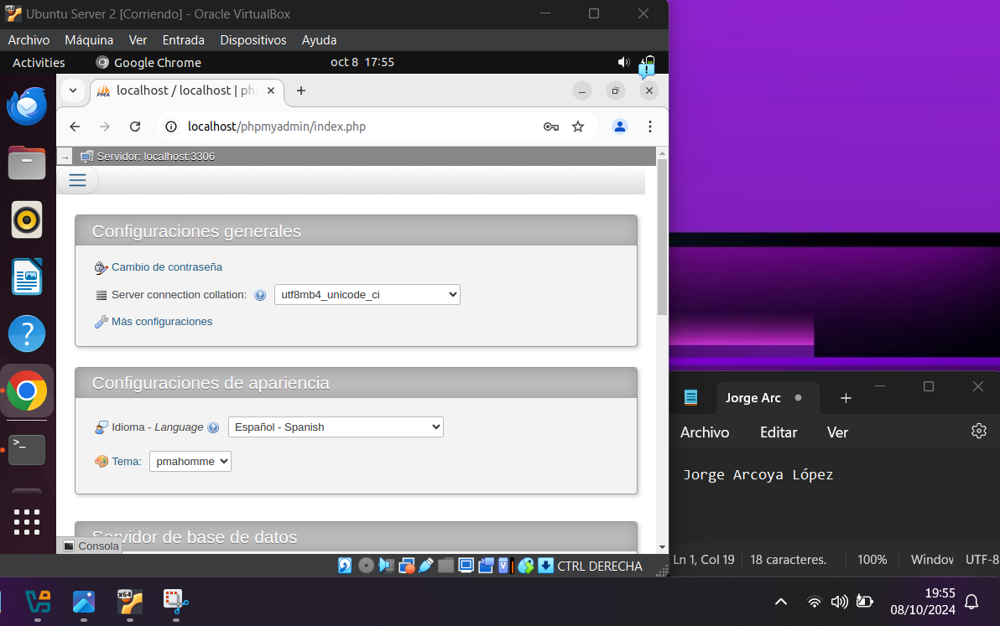 Ubuntu Server 2 [Corriendo] - Oracle VirtualBox
Archivo Máquina Ver Entrada Dispositivos Ayuda
Activities Google Chrome oct 8 17:55
PMA localhost / localhost | ph
localhost/phpmyadmin/index.php
Servidor: localhost:3306
Configuraciones generales
Cambio de contraseña
Server connection collation: utf8mb4_unicode_ci
Más configuraciones
Configuraciones de apariencia
Idioma - Language Español - Spanish
Tema: pmahomme
Servidor de base de datos
Consola
CTRL DERECHA
Jorge Arc
Archivo Editar Ver
Jorge Arcoya López
Ln 1, Col 19 18 caracteres. 100% Window UTF-8
x64
19:55
08/10/2024